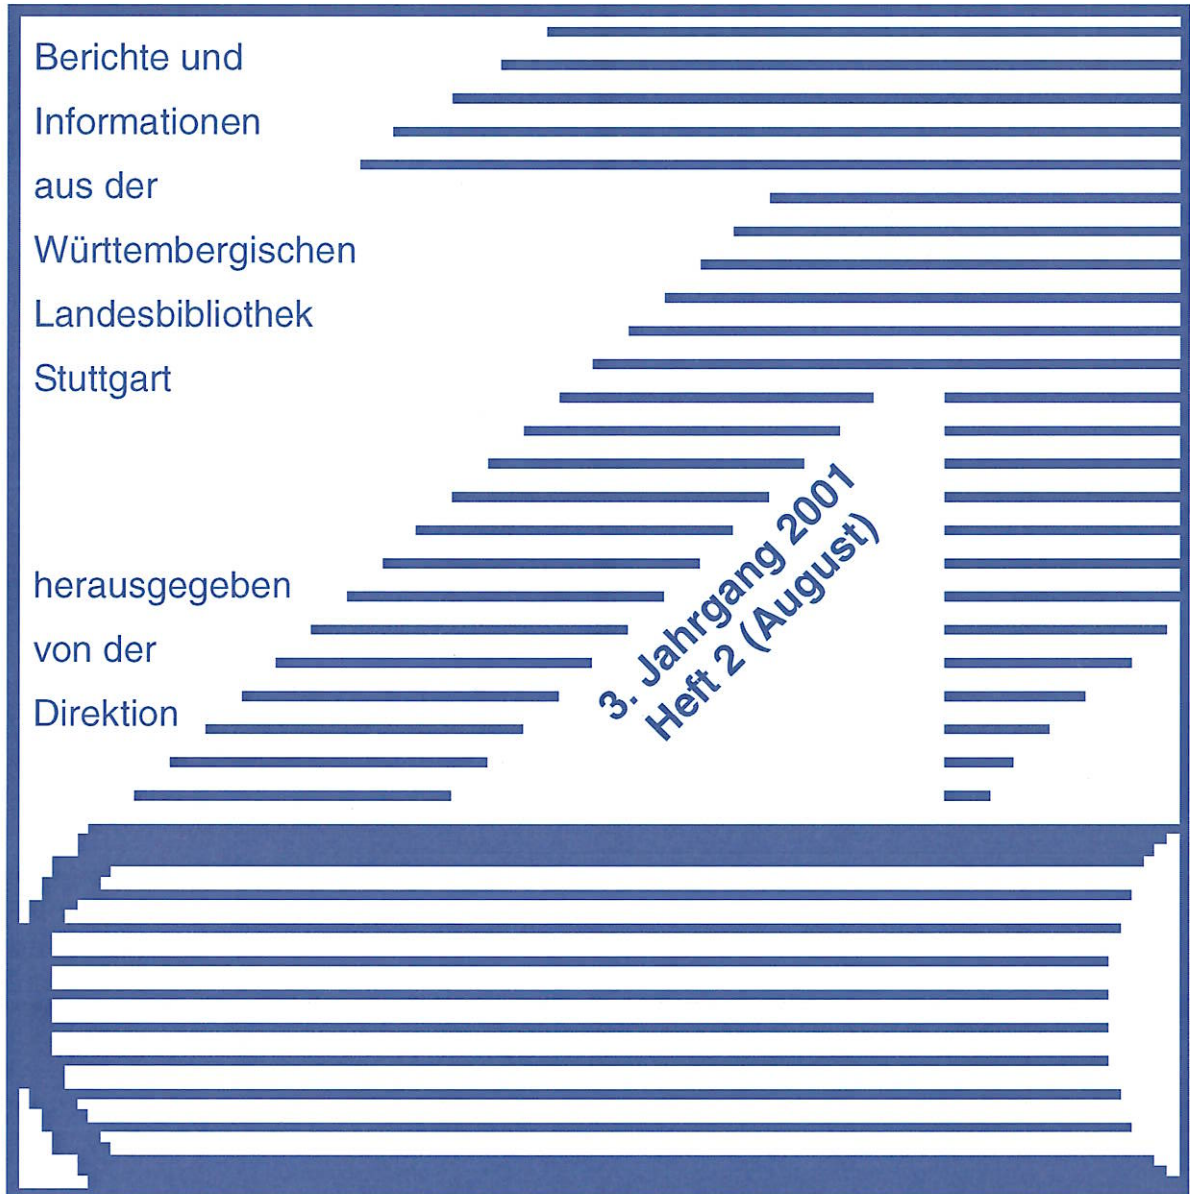 Berichte und
Informationen
aus der
Württembergischen
Landesbibliothek
Stuttgart
herausgegeben
von der
Direktion
3. Jahrgang 2001
Heft 2 (August)